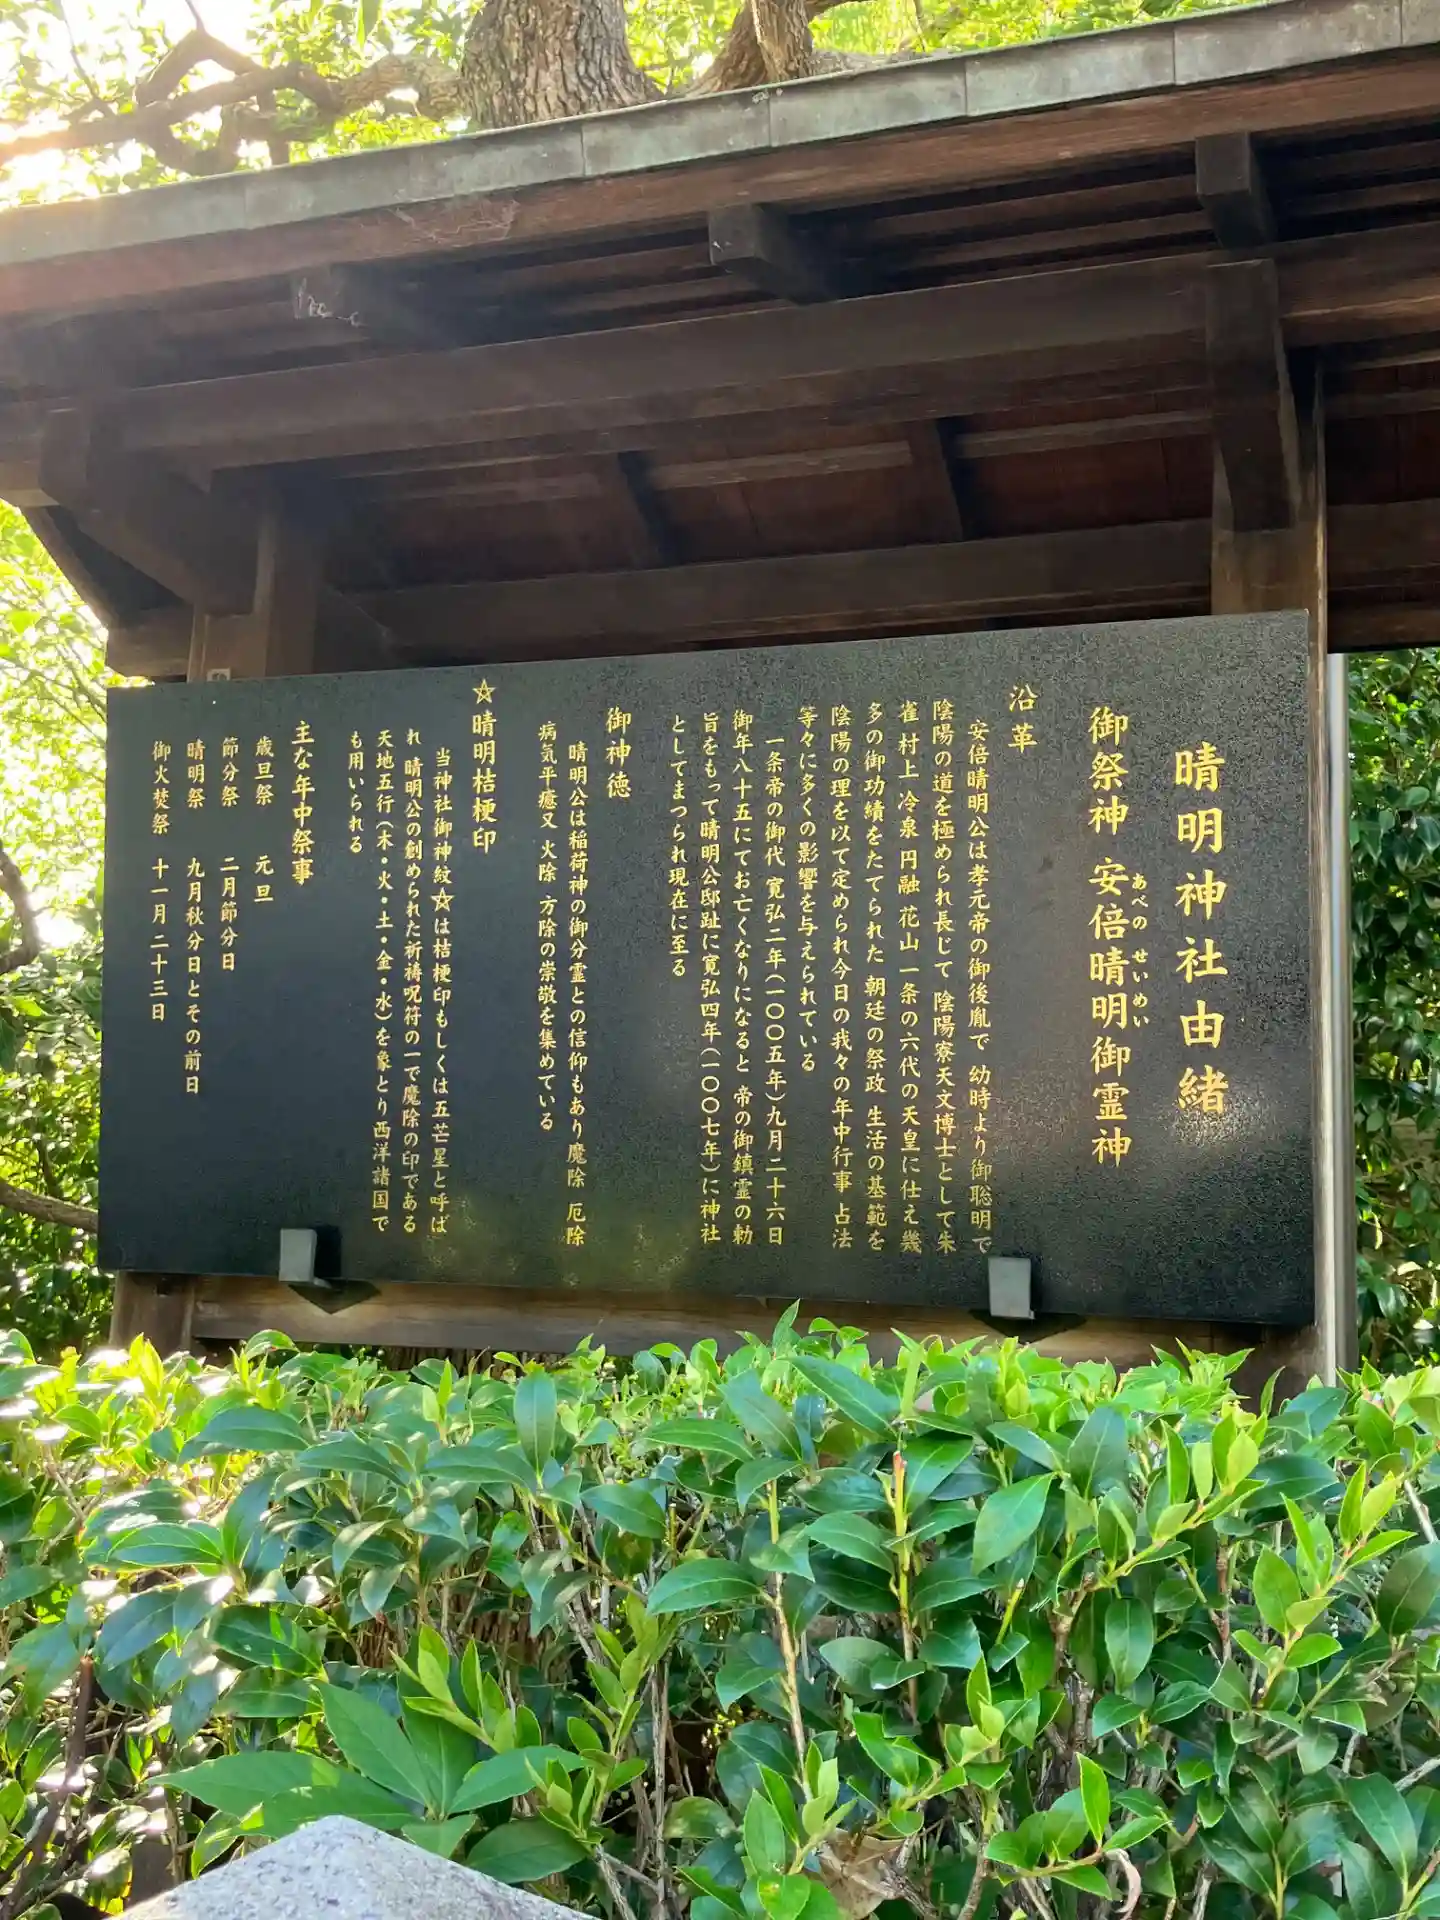 晴明神社由緒
御祭神 安倍晴明御霊神
あべの せいめい
沿革
安倍晴明公は孝元帝の御後胤で 幼時より御聡明で
陰陽の道を極められ長じて 陰陽寮天文博士として朱
雀 村上 冷泉 円融 花山 一条の六代の天皇に仕え幾
多の御功績をたてられた 朝廷の祭政 生活の基範を
陰陽の理を以て定められ今日の我々の年中行事 占法
等々に多くの影響を与えられている
一条帝の御代 寛弘二年(一〇〇五年)九月二十六日
御年八十五にてお亡くなりになると 帝の御鎮霊の勅
旨をもって晴明公邸趾に寛弘四年(一〇〇七年)に神社
としてまつられ現在に至る
御神徳
晴明公は稲荷神の御分霊との信仰もあり魔除 厄除
病気平癒又 火除 方除の崇敬を集めている
☆晴明桔梗印
当神社御神紋☆は桔梗印もしくは五芒星と呼ば
れ 晴明公の創められた祈祷呪符の一で魔除の印である
天地五行(木・火・土・金・水)を象とり西洋諸国で
も用いられる
主な年中祭事
歳旦祭 元旦
節分祭 二月節分日
晴明祭 九月秋分日とその前日
御火焚祭 十一月二十三日